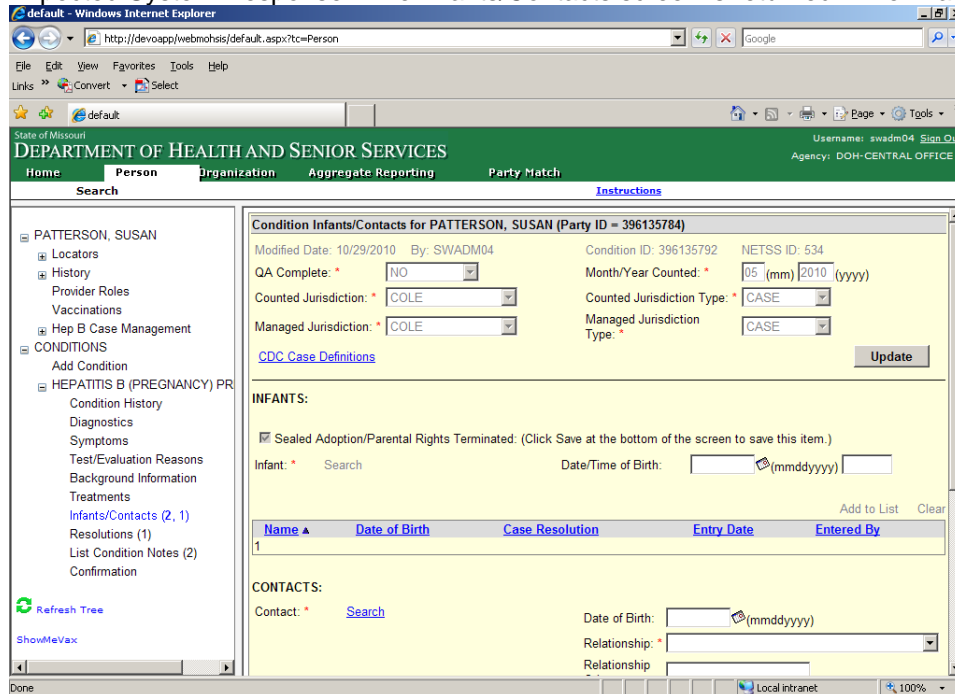 default - Windows Internet Explorer
http://devoapp/webmohsis/default.aspx?tc=Person
Google
File Edit View Favorites Tools Help
Links » Convert Select
default
Page Tools
State of Missouri
DEPARTMENT OF HEALTH AND SENIOR SERVICES
Username: swadm04 Sign Ou
Agency: DOH-CENTRAL OFFICE
Home Person Organization Aggregate Reporting Party Match
Search Instructions
PATTERSON, SUSAN
Locators
History
Provider Roles
Vaccinations
Hep B Case Management
CONDITIONS
Add Condition
HEPATITIS B (PREGNANCY) PR
Condition History
Diagnostics
Symptoms
Test/Evaluation Reasons
Background Information
Treatments
Infants/Contacts (2, 1)
Resolutions (1)
List Condition Notes (2)
Confirmation
Refresh Tree
ShowMeVax
Condition Infants/Contacts for PATTERSON, SUSAN (Party ID = 396135784)
Modified Date: 10/29/2010 By: SWADM04 Condition ID: 396135792 NETSS ID: 534
QA Complete: * NO Month/Year Counted: * 05 (mm) 2010 (yyyy)
Counted Jurisdiction: * COLE Counted Jurisdiction Type: * CASE
Managed Jurisdiction: * COLE Managed Jurisdiction Type: * CASE
CDC Case Definitions Update
INFANTS:
Sealed Adoption/Parental Rights Terminated: (Click Save at the bottom of the screen to save this item.)
Infant: * Search Date/Time of Birth: (mmddyyyy)
Add to List Clear
Name Date of Birth Case Resolution Entry Date Entered By
1
CONTACTS:
Contact: * Search Date of Birth: (mmddyyyy)
Relationship: *
Relationship
Done Local intranet 100%